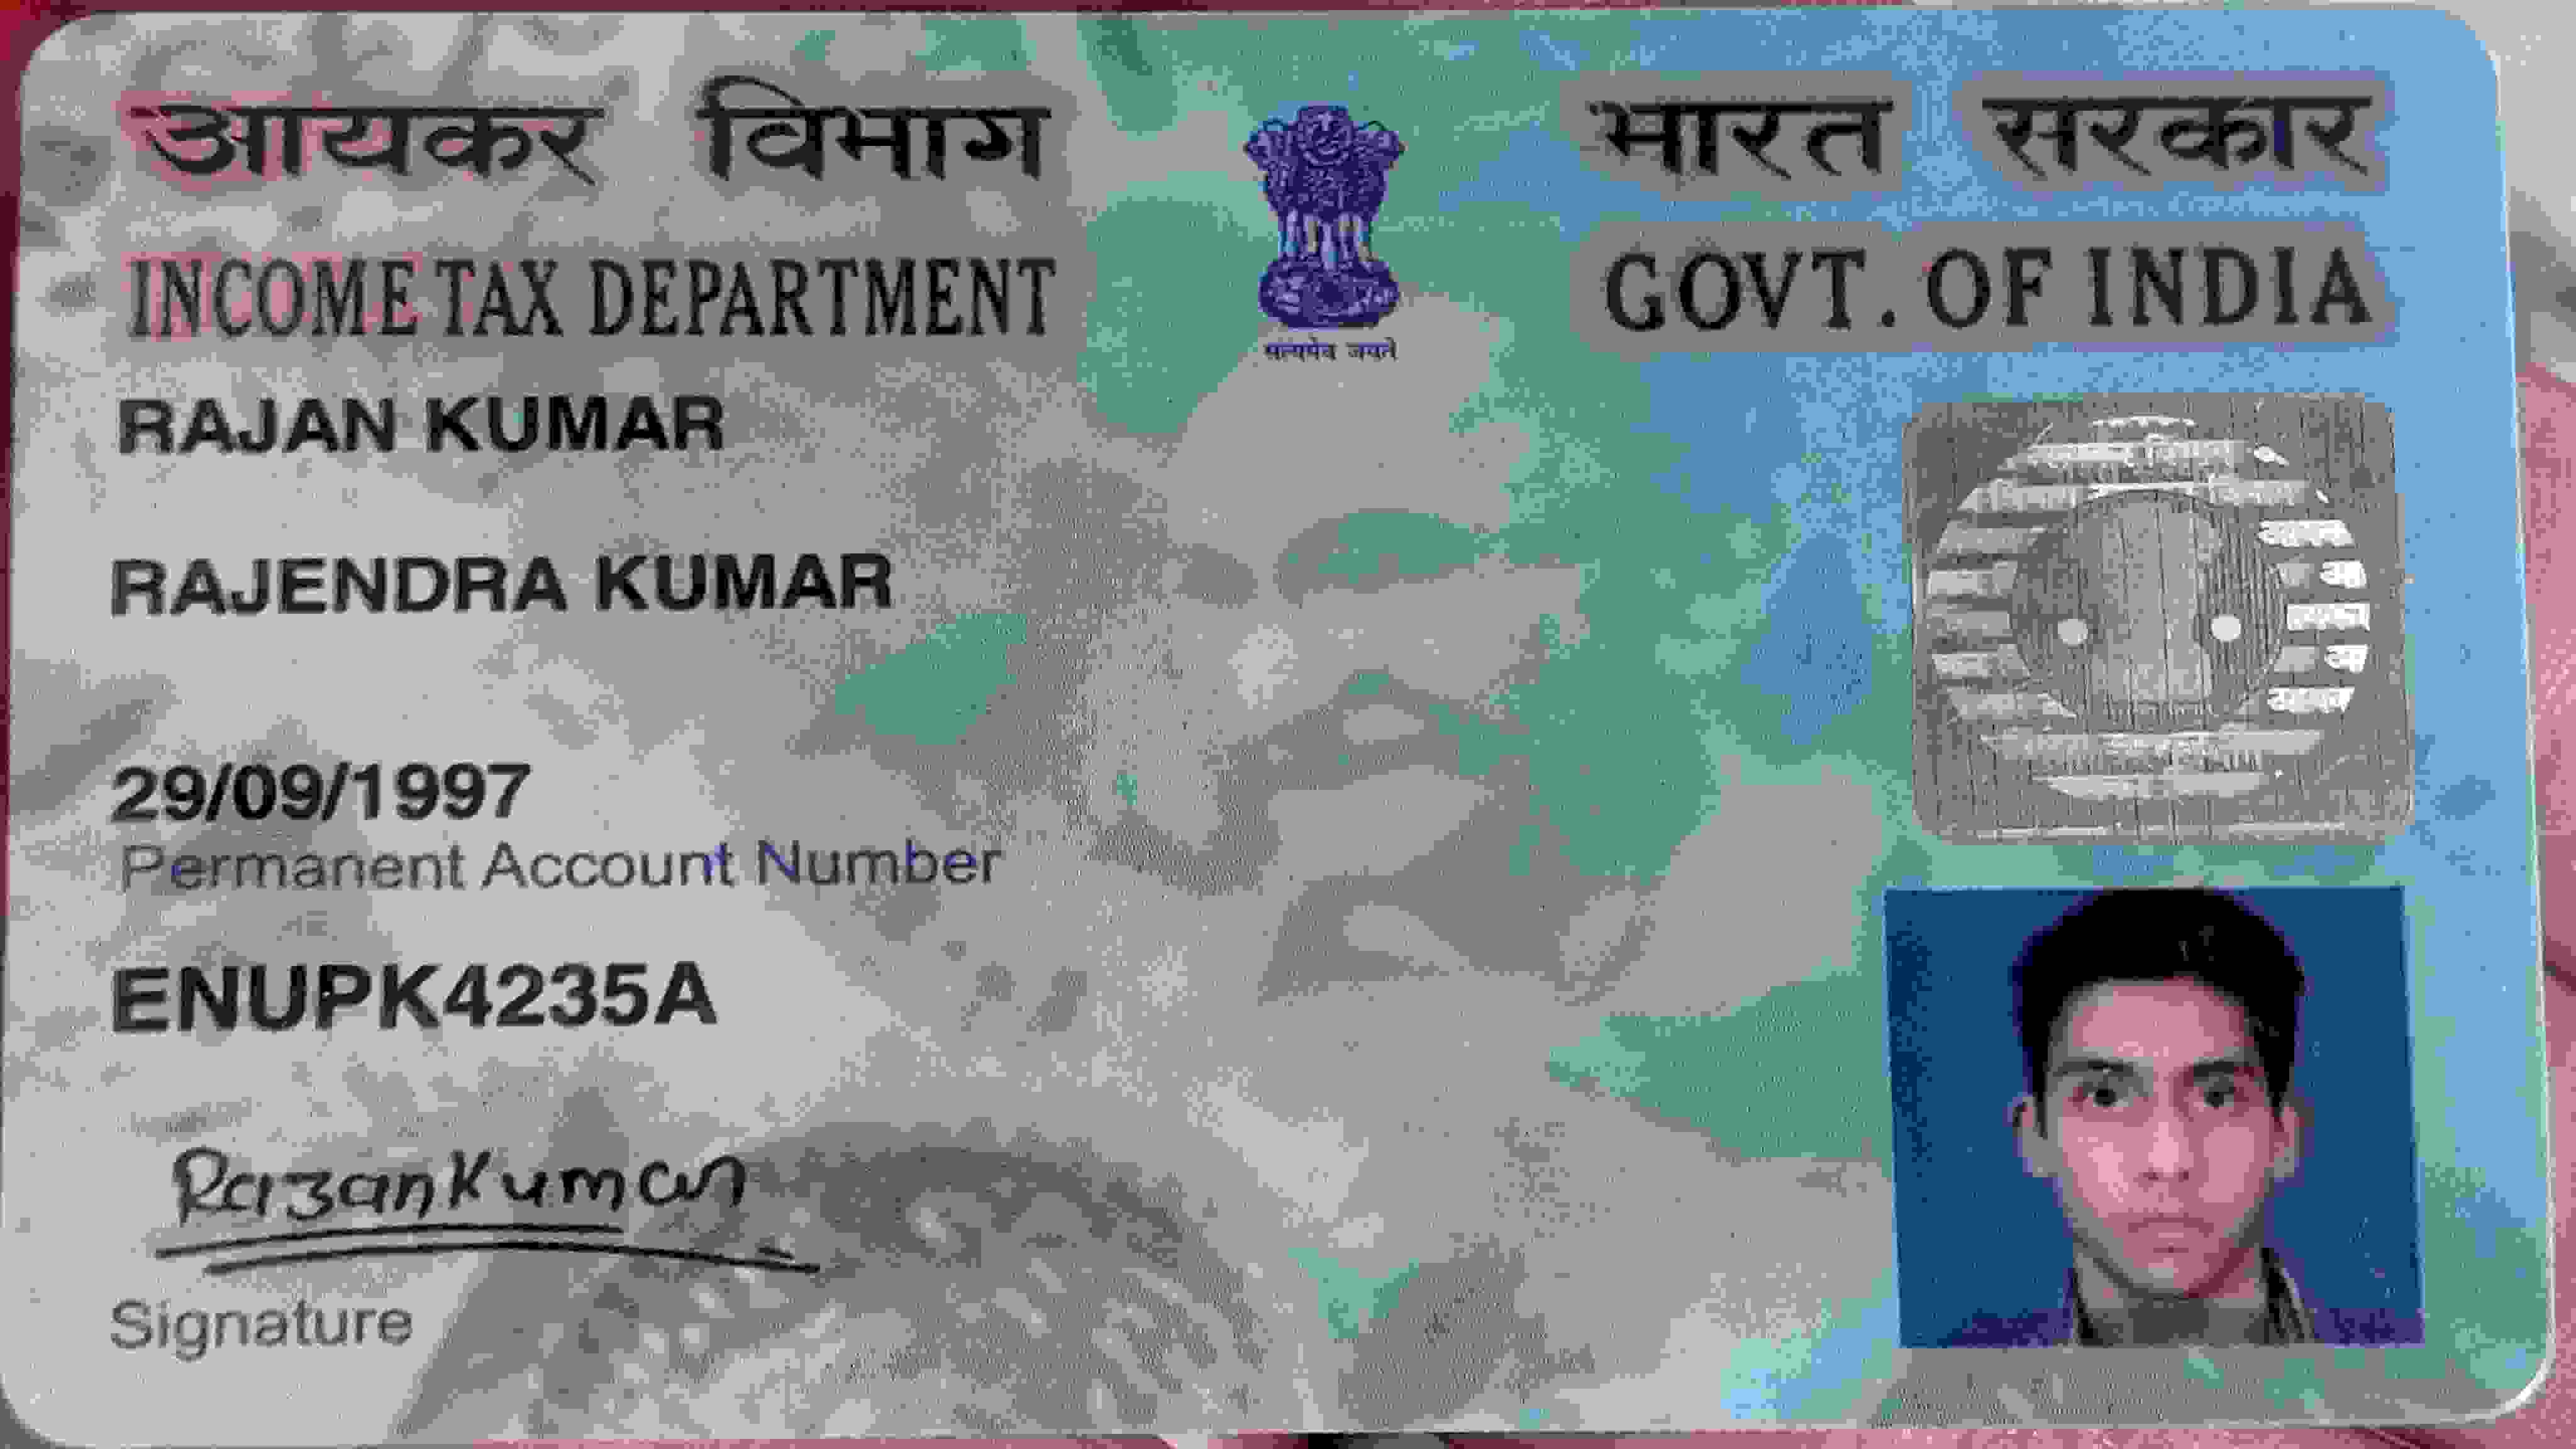 आयकर विभाग
INCOME TAX DEPARTMENT
सत्यमेव जयते
भारत सरकार
GOVT. OF INDIA
RAJAN KUMAR
RAJENDRA KUMAR
29/09/1997
Permanent Account Number
ENUPK4235A
RajanKumar
Signature